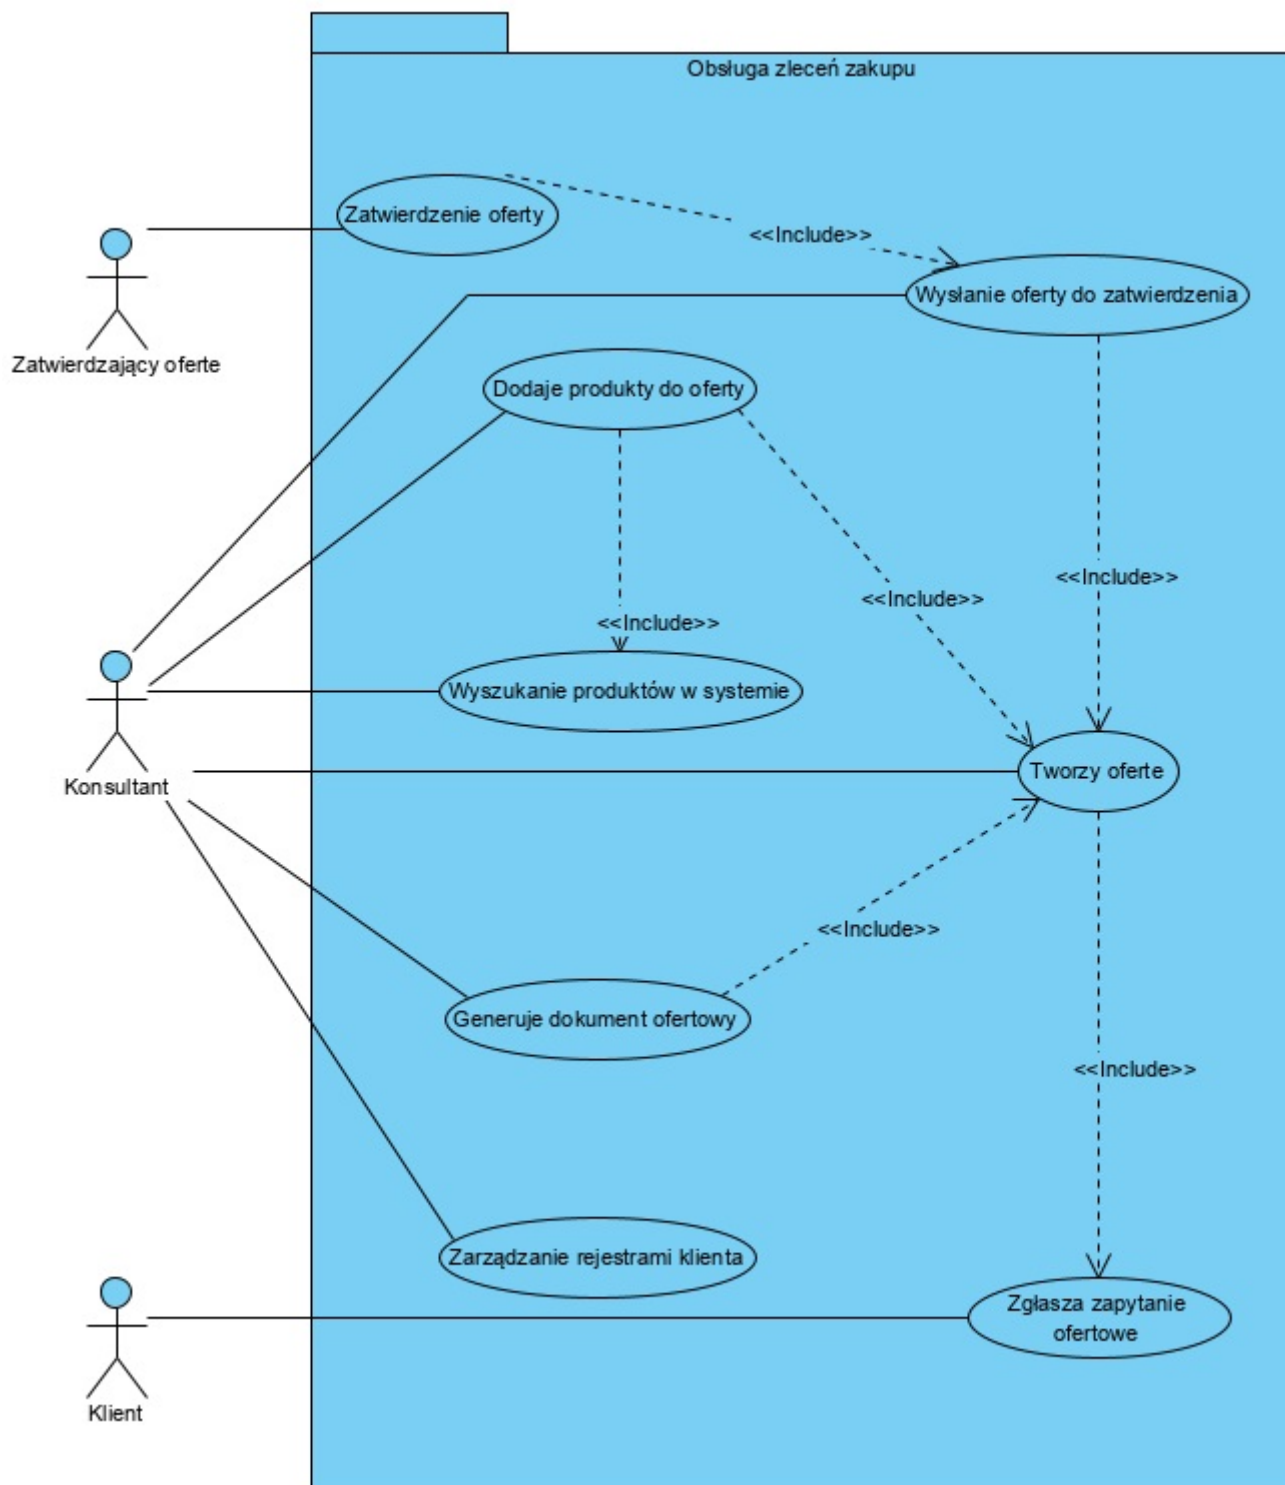 Obsługa zleceń zakupu
Zatwierdzenie oferty
<<Include>>
Wysłanie oferty do zatwierdzenia
Zatwierdzający oferte
Dodaje produkty do oferty
<<Include>>
<<Include>>
<<Include>>
Wyszukanie produktów w systemie
Konsultant
Tworzy oferte
<<Include>>
Generuje dokument ofertowy
<<Include>>
Zarządzanie rejestrami klienta
Zgłasza zapytanie
ofertowe
Klient